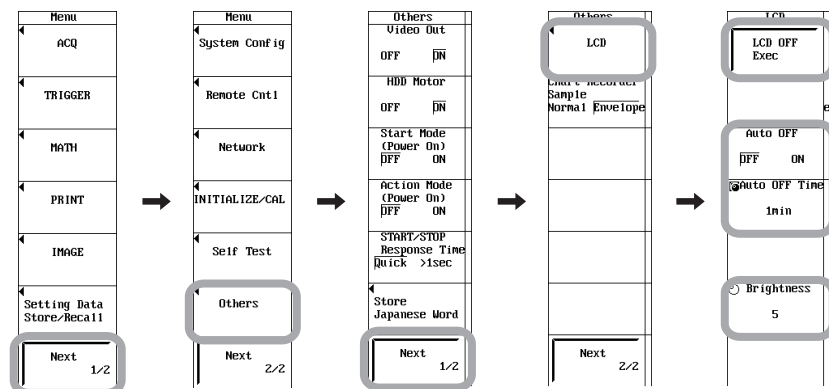 Menu
ACQ
TRIGGER
MATH
PRINT
IMAGE
Setting Data
Store/Recall
Next
1/2
Menu
System Config
Remote Cntl
Network
INITIALIZE/CAL
Self Test
Others
Next
2/2
Others
Video Out
OFF ON
HDD Motor
OFF ON
Start Mode
(Power On)
OFF ON
Action Mode
(Power On)
OFF ON
START/STOP
Response Time
Quick >1sec
Store
Japanese Word
Next
1/2
Others
LCD
Chart Recorder
Sample
Normal Envelope
Next
2/2
LCD
LCD OFF
Exec
Auto OFF
OFF ON
Auto OFF Time
1min
Brightness
5